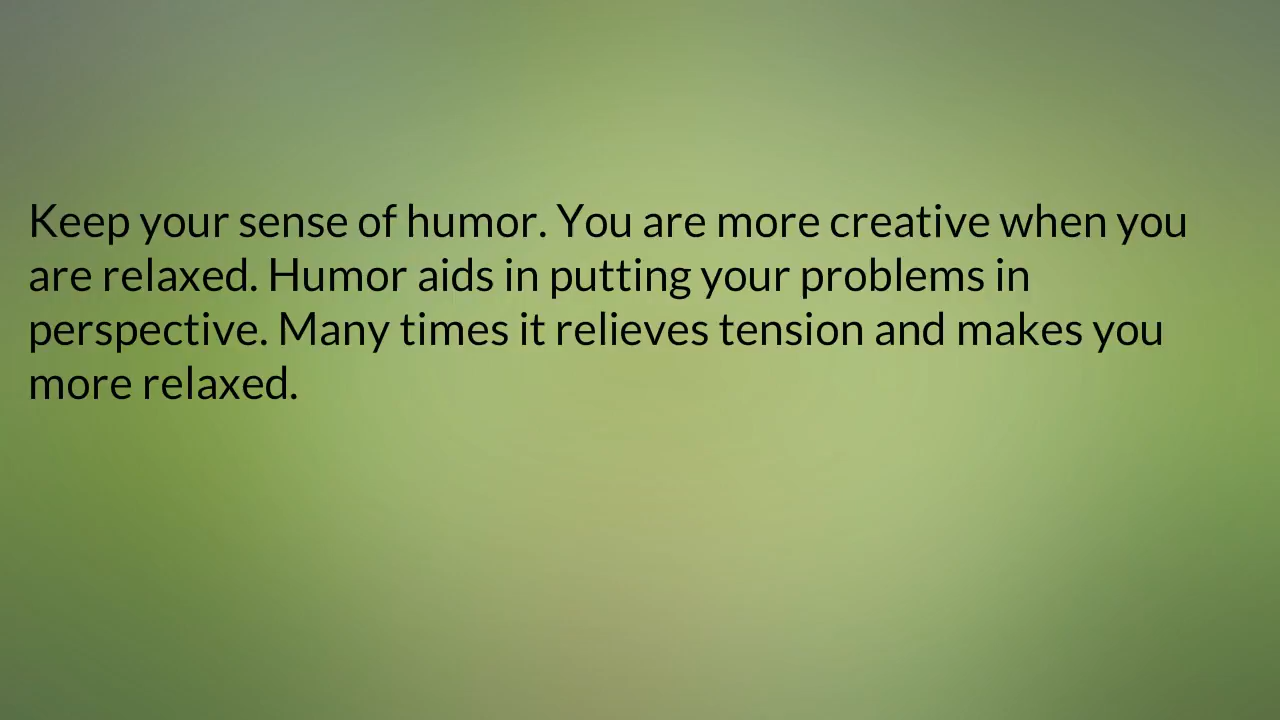 Keep your sense of humor. You are more creative when you
are relaxed. Humor aids in putting your problems in
perspective. Many times it relieves tension and makes you
more relaxed.